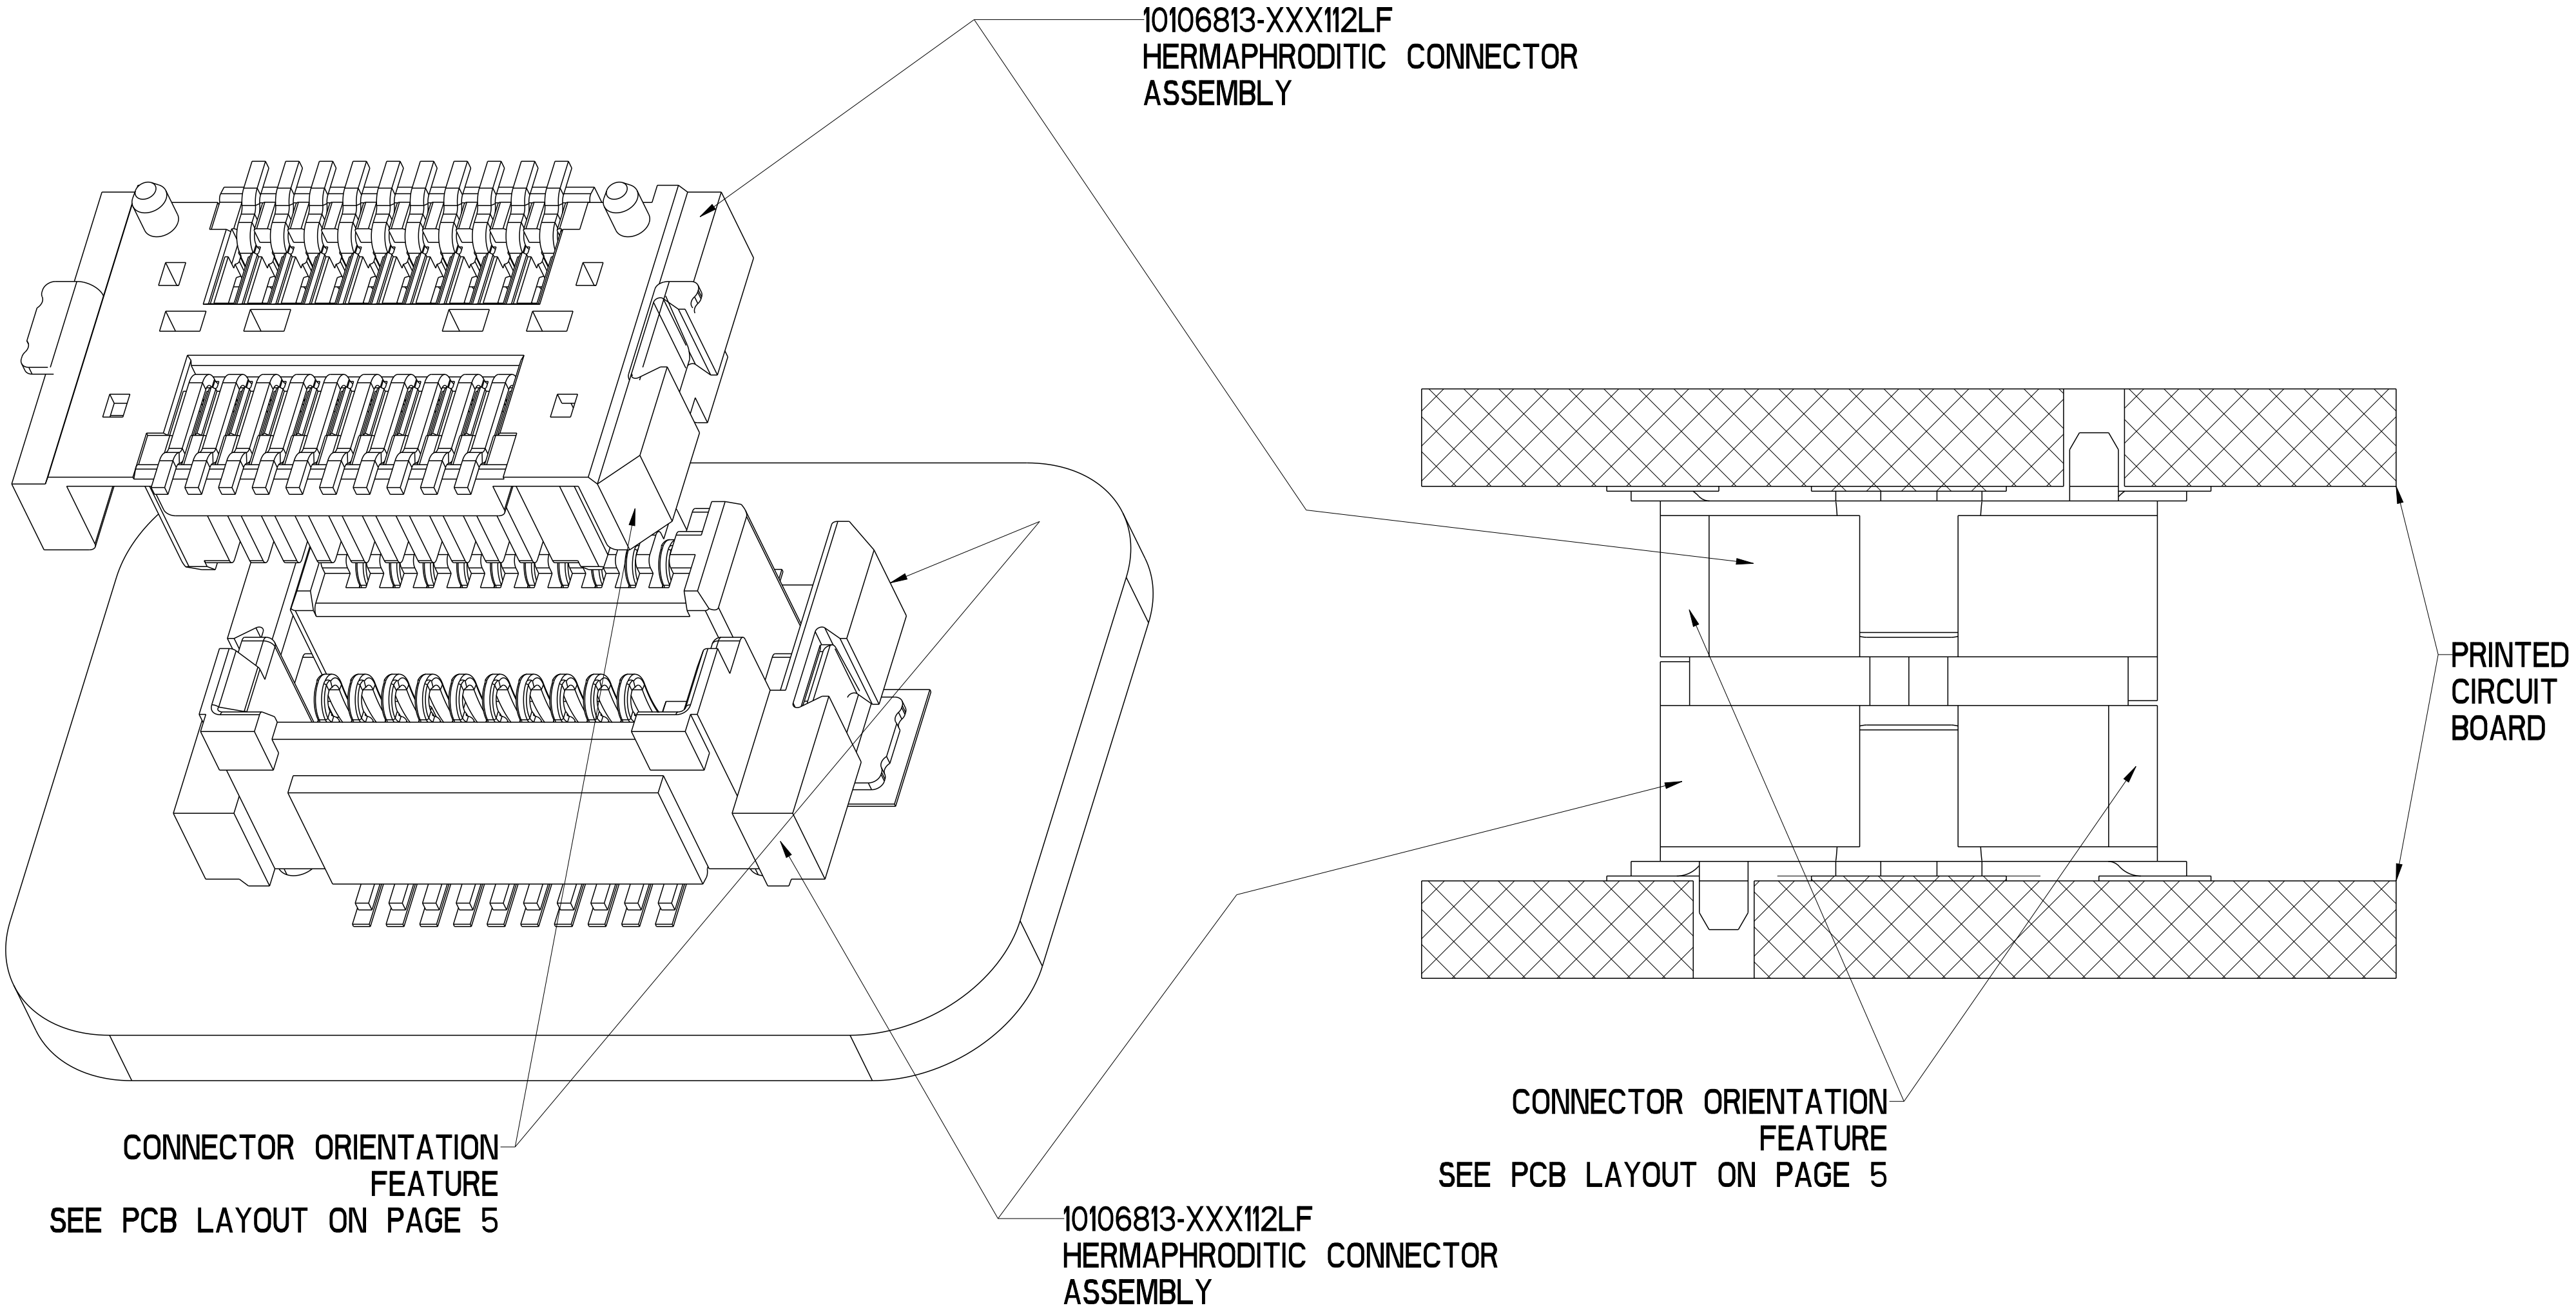 10106813-XXX112LF
HERMAPHRODITIC CONNECTOR
ASSEMBLY
PRINTED
CIRCUIT
BOARD
CONNECTOR ORIENTATION
FEATURE
SEE PCB LAYOUT ON PAGE 5
CONNECTOR ORIENTATION
FEATURE
SEE PCB LAYOUT ON PAGE 5
10106813-XXX112LF
HERMAPHRODITIC CONNECTOR
ASSEMBLY